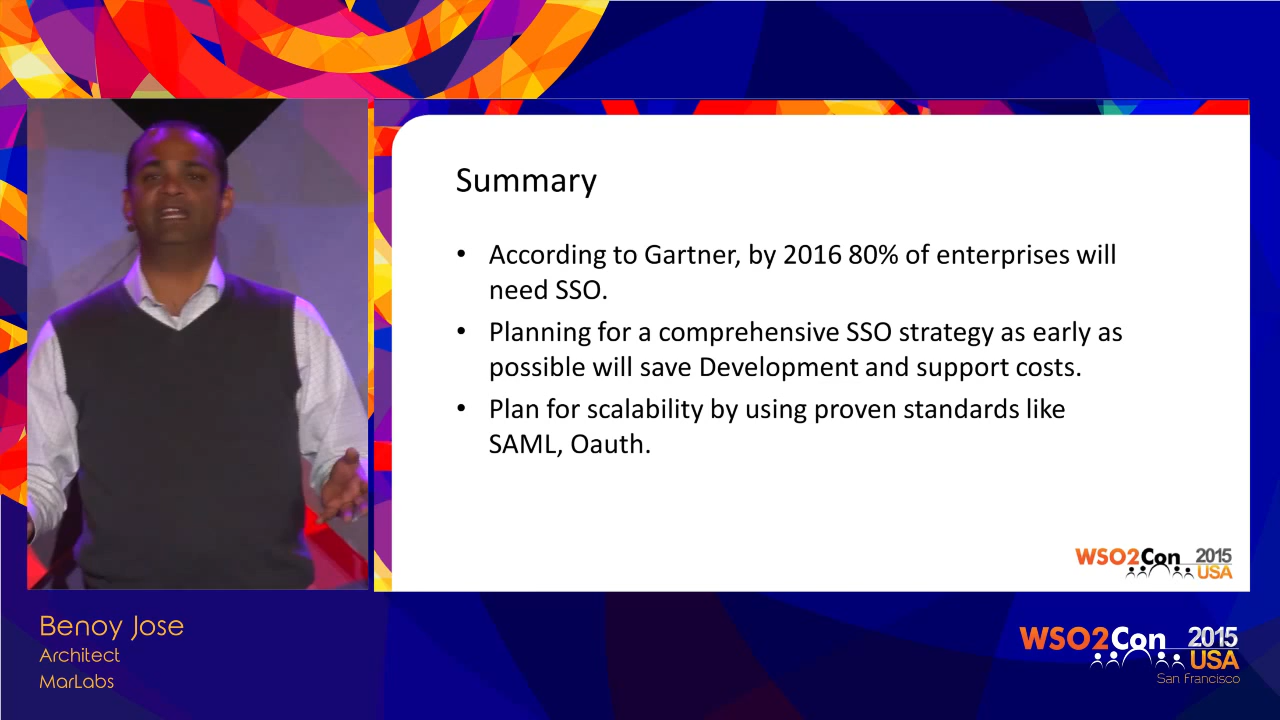 Summary
• According to Gartner, by 2016 80% of enterprises will
need SSO.
• Planning for a comprehensive SSO strategy as early as
possible will save Development and support costs.
• Plan for scalability by using proven standards like
SAML, Oauth.
WSO2Con 2015
USA
Benoy Jose
Architect
MarLabs
WSO2Con 2015
USA
San Francisco